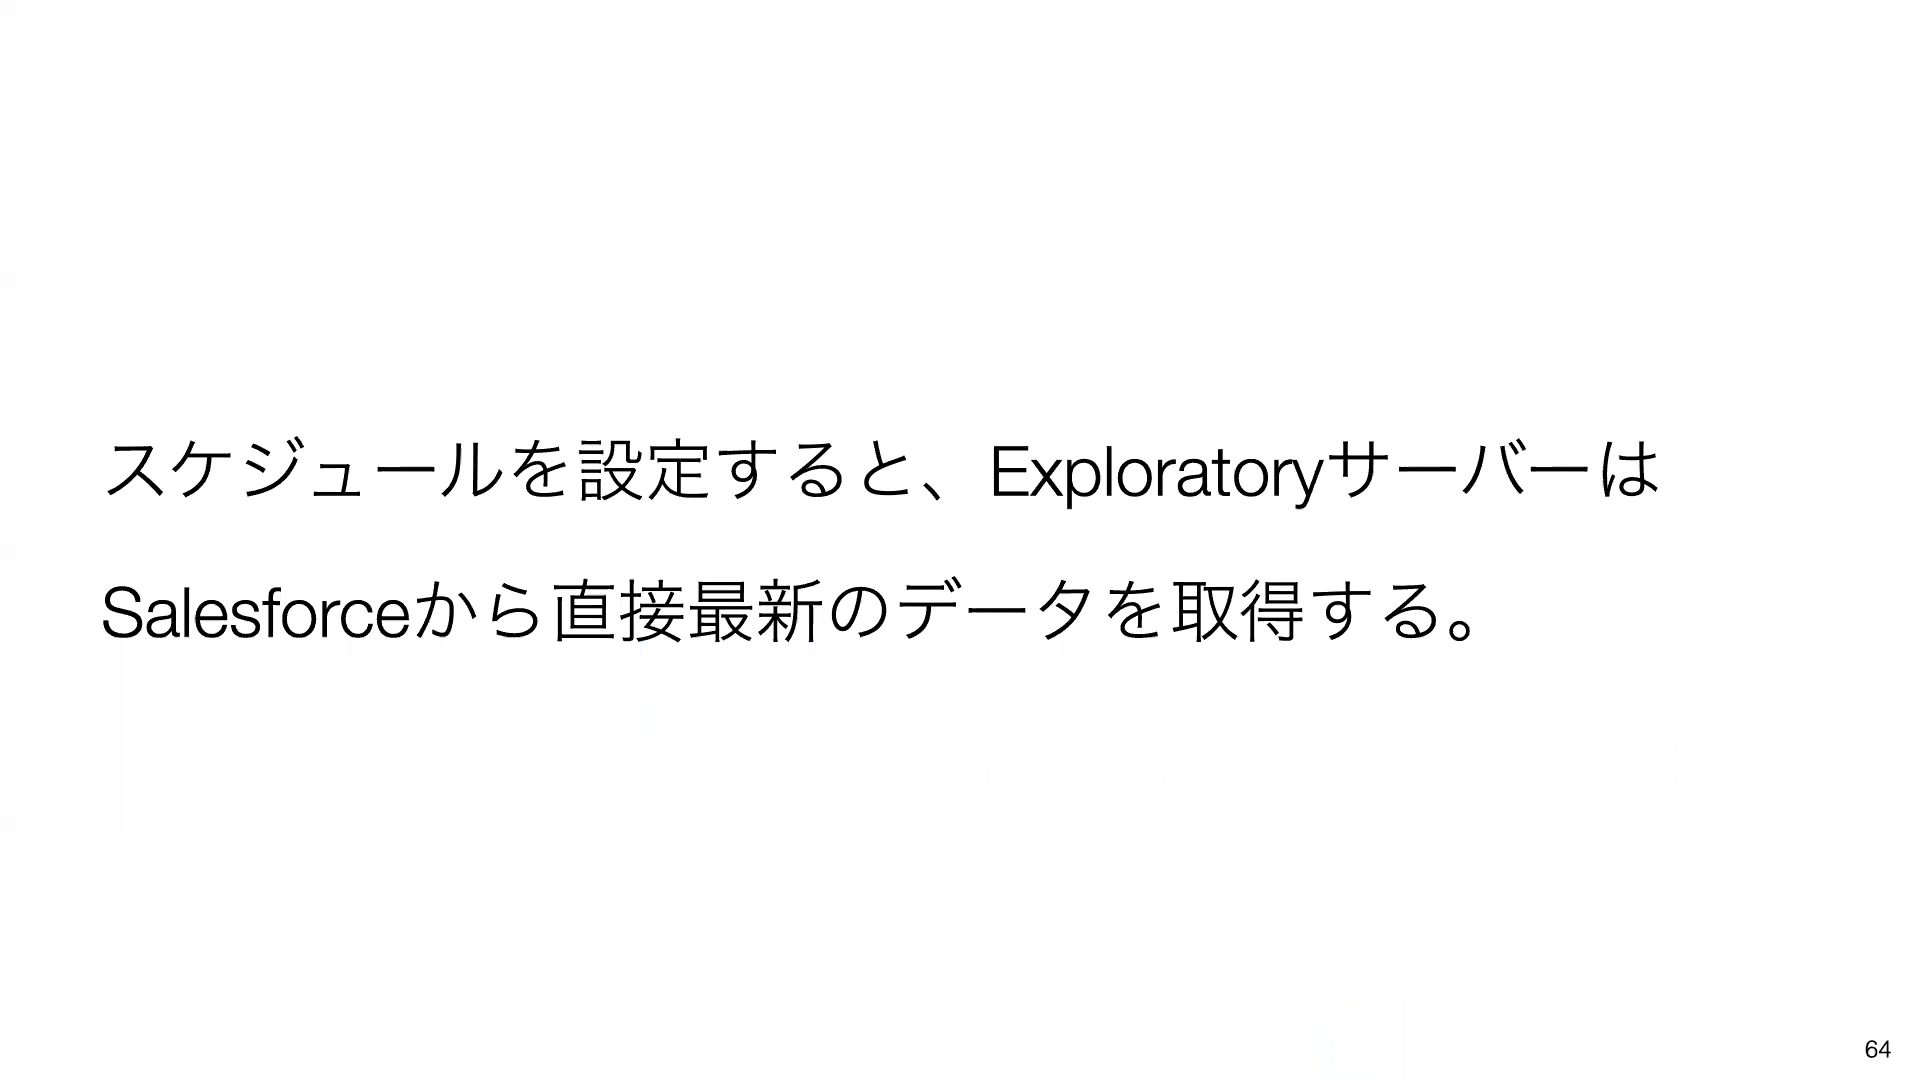 スケジュールを設定すると、Exploratoryサーバーは
Salesforceから直接最新のデータを取得する。
64